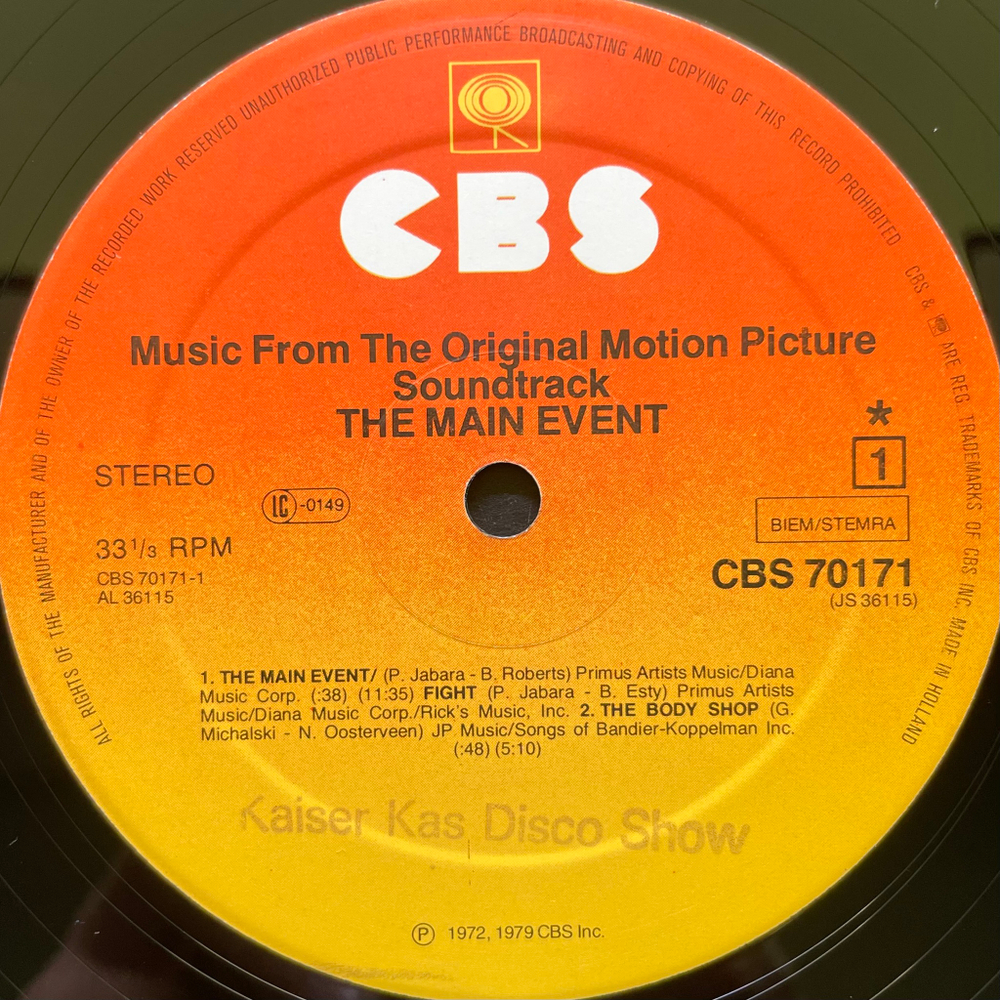 ALL RIGHTS OF THE MANUFACTURER AND OF THE OWNER OF THE RECORDED WORK RESERVED UNAUTHORIZED PUBLIC PERFORMANCE BROADCASTING AND COPYING OF THIS RECORD PROHIBITED
CBS & ARE REG. TRADEMARKS OF CBS INC. MADE IN HOLLAND
CBS
Music From The Original Motion Picture
Soundtrack
THE MAIN EVENT
*
STEREO
1
LC-0149
BIEM/STEMRA
33 1/3 RPM
CBS 70171-1
AL 36115
CBS 70171
(JS 36115)
1. THE MAIN EVENT/ (P. Jabara - B. Roberts) Primus Artists Music/Diana
Music Corp. (:38) (11:35) FIGHT (P. Jabara - B. Esty) Primus Artists
Music/Diana Music Corp./Rick's Music, Inc. 2. THE BODY SHOP (G.
Michalski - N. Oosterveen) JP Music/Songs of Bandier-Koppelman Inc.
(:48) (5:10)
Kaiser Kas Disco Show
Ⓟ 1972, 1979 CBS Inc.